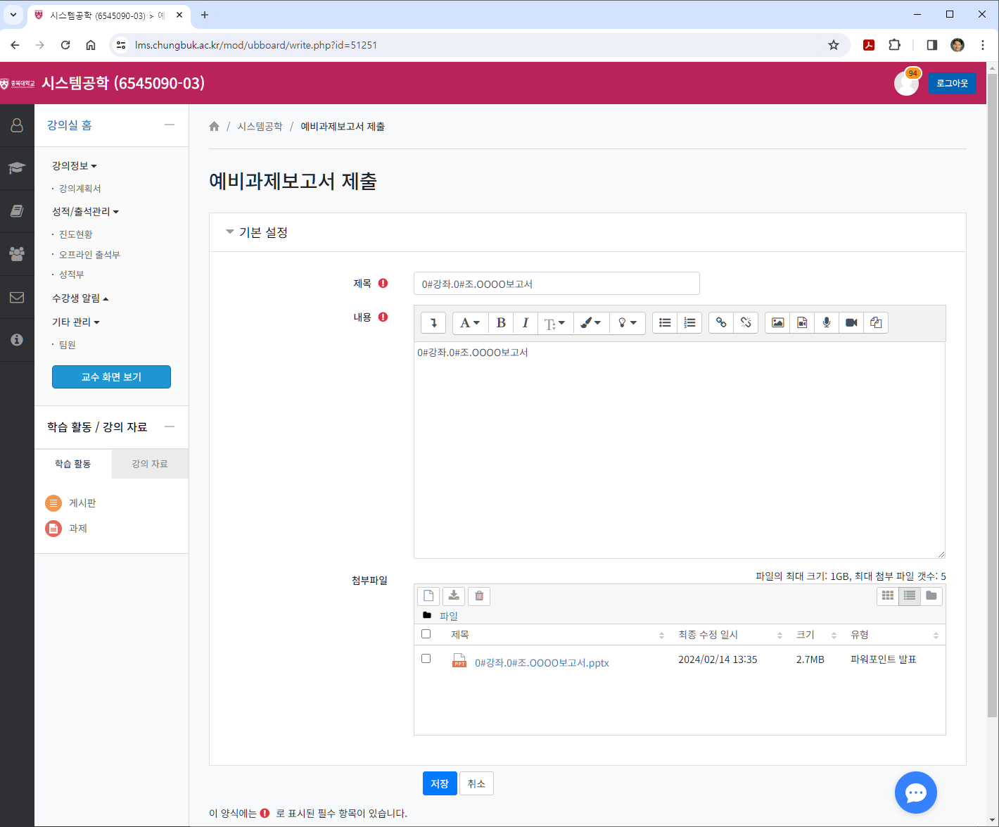 시스템공학 (6545090-03) > 예
lms.chungbuk.ac.kr/mod/ubboard/write.php?id=51251
충북대학교
시스템공학 (6545090-03)
94
로그아웃
강의실 홈
강의정보
강의계획서
성적/출석관리
진도현황
오프라인 출석부
성적부
수강생 알림
기타 관리
팀원
교수 화면 보기
학습 활동 / 강의 자료
학습 활동
강의 자료
게시판
과제
/ 시스템공학 / 예비과제보고서 제출
예비과제보고서 제출
기본 설정
제목
0#강좌.0#조.OOOO보고서
내용
0#강좌.0#조.OOOO보고서
첨부파일
파일의 최대 크기: 1GB, 최대 첨부 파일 갯수: 5
파일
제목 최종 수정 일시 크기 유형
PPT 0#강좌.0#조.OOOO보고서.pptx 2024/02/14 13:35 2.7MB 파워포인트 발표
저장 취소
이 양식에는 로 표시된 필수 항목이 있습니다.